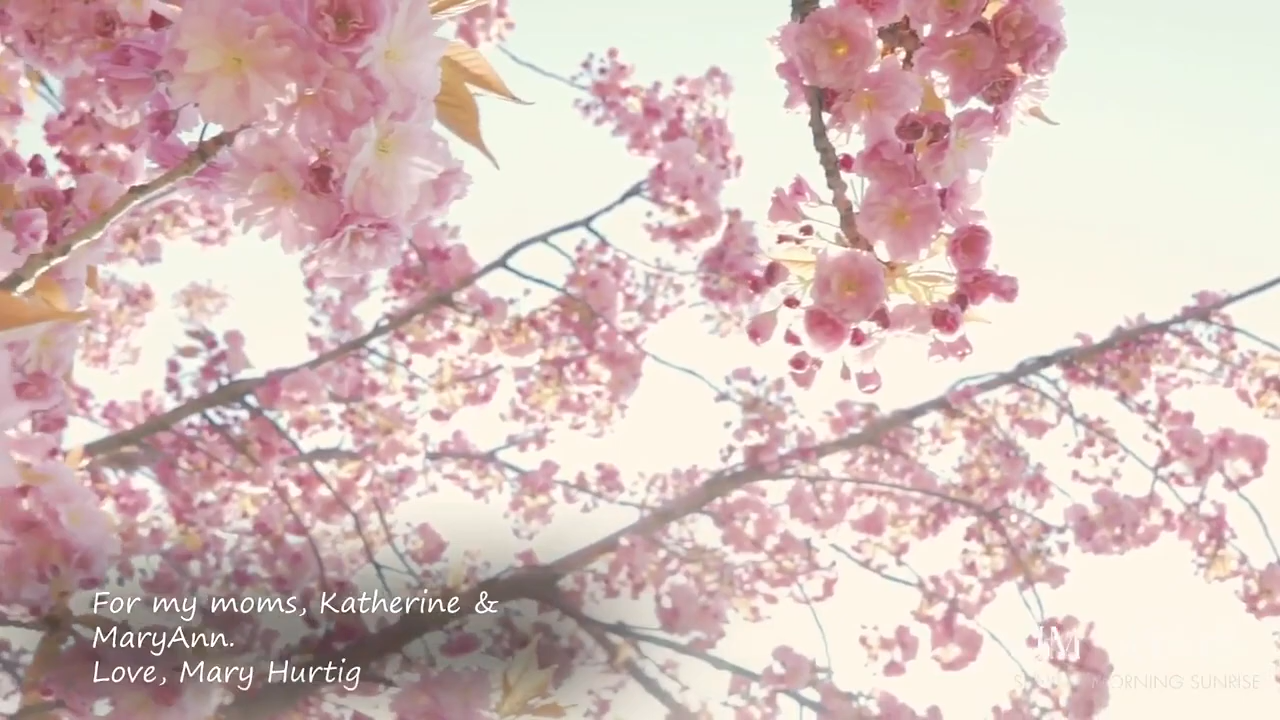 For my moms, Katherine &
MaryAnn.
Love, Mary Hurtig
MORNING SUNRISE